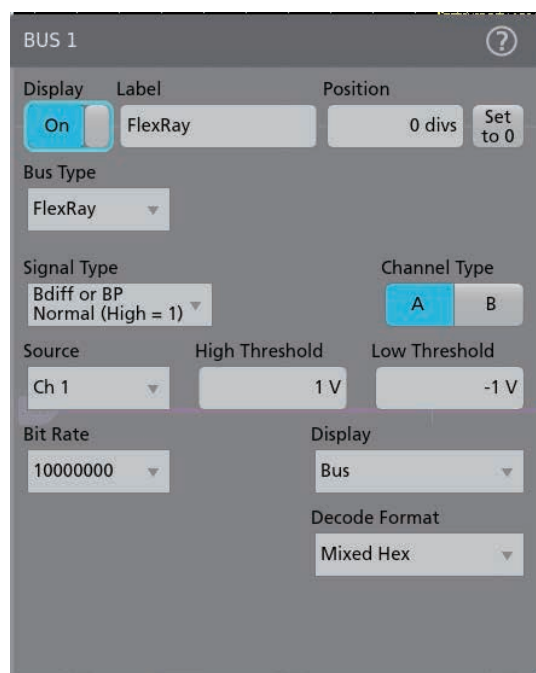 BUS 1
?
Display Label Position
On FlexRay 0 divs Set to 0
Bus Type
FlexRay
Signal Type Channel Type
Bdiff or BP
Normal (High = 1) A B
Source High Threshold Low Threshold
Ch 1 1 V -1 V
Bit Rate Display
10000000 Bus
Decode Format
Mixed Hex